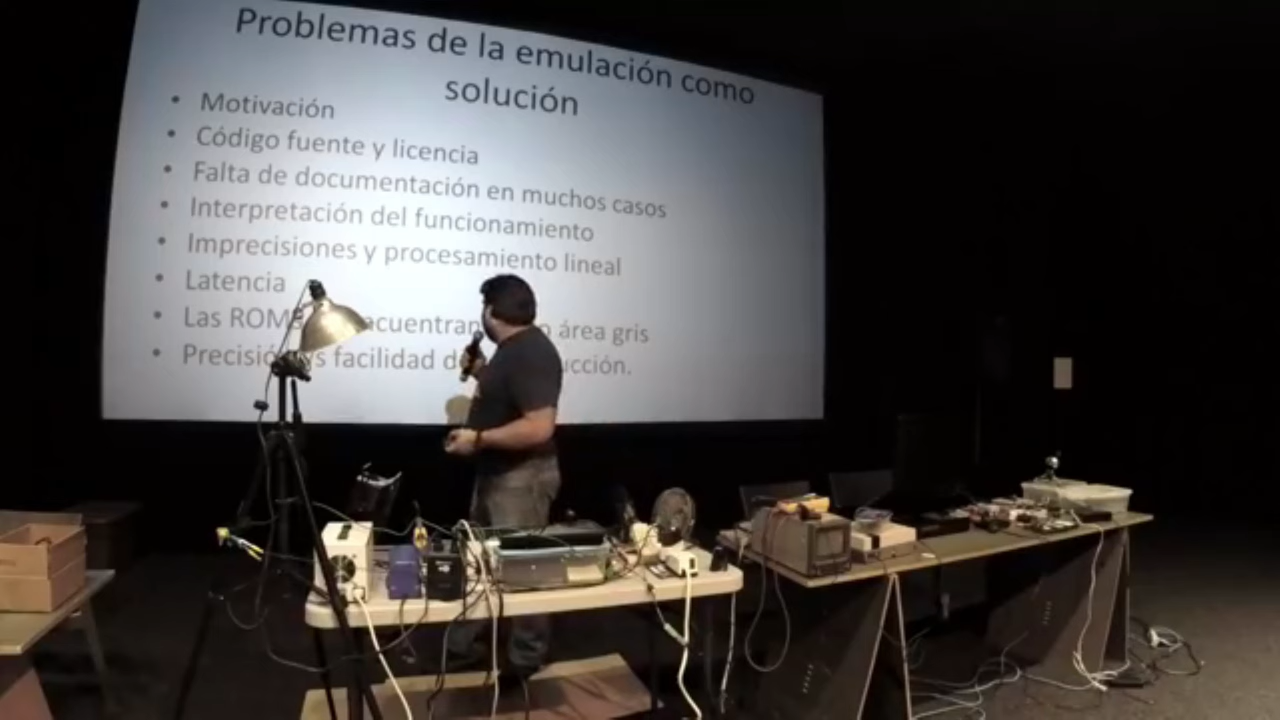 Problemas de la emulación como
solución
• Motivación
• Código fuente y licencia
• Falta de documentación en muchos casos
• Interpretación del funcionamiento
• Imprecisiones y procesamiento lineal
• Latencia
• Las ROMs área gris
• facilidad